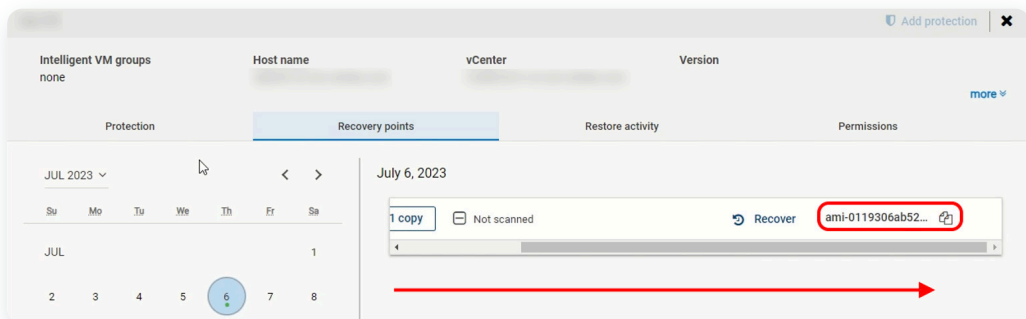 Add protection
Intelligent VM groups
none
Host name
vCenter
Version
more
Protection
Recovery points
Restore activity
Permissions
JUL 2023
Su Mo Tu We Th Fr Sa
JUL 1
2 3 4 5 6 7 8
July 6, 2023
1 copy
Not scanned
Recover
ami-0119306ab52...